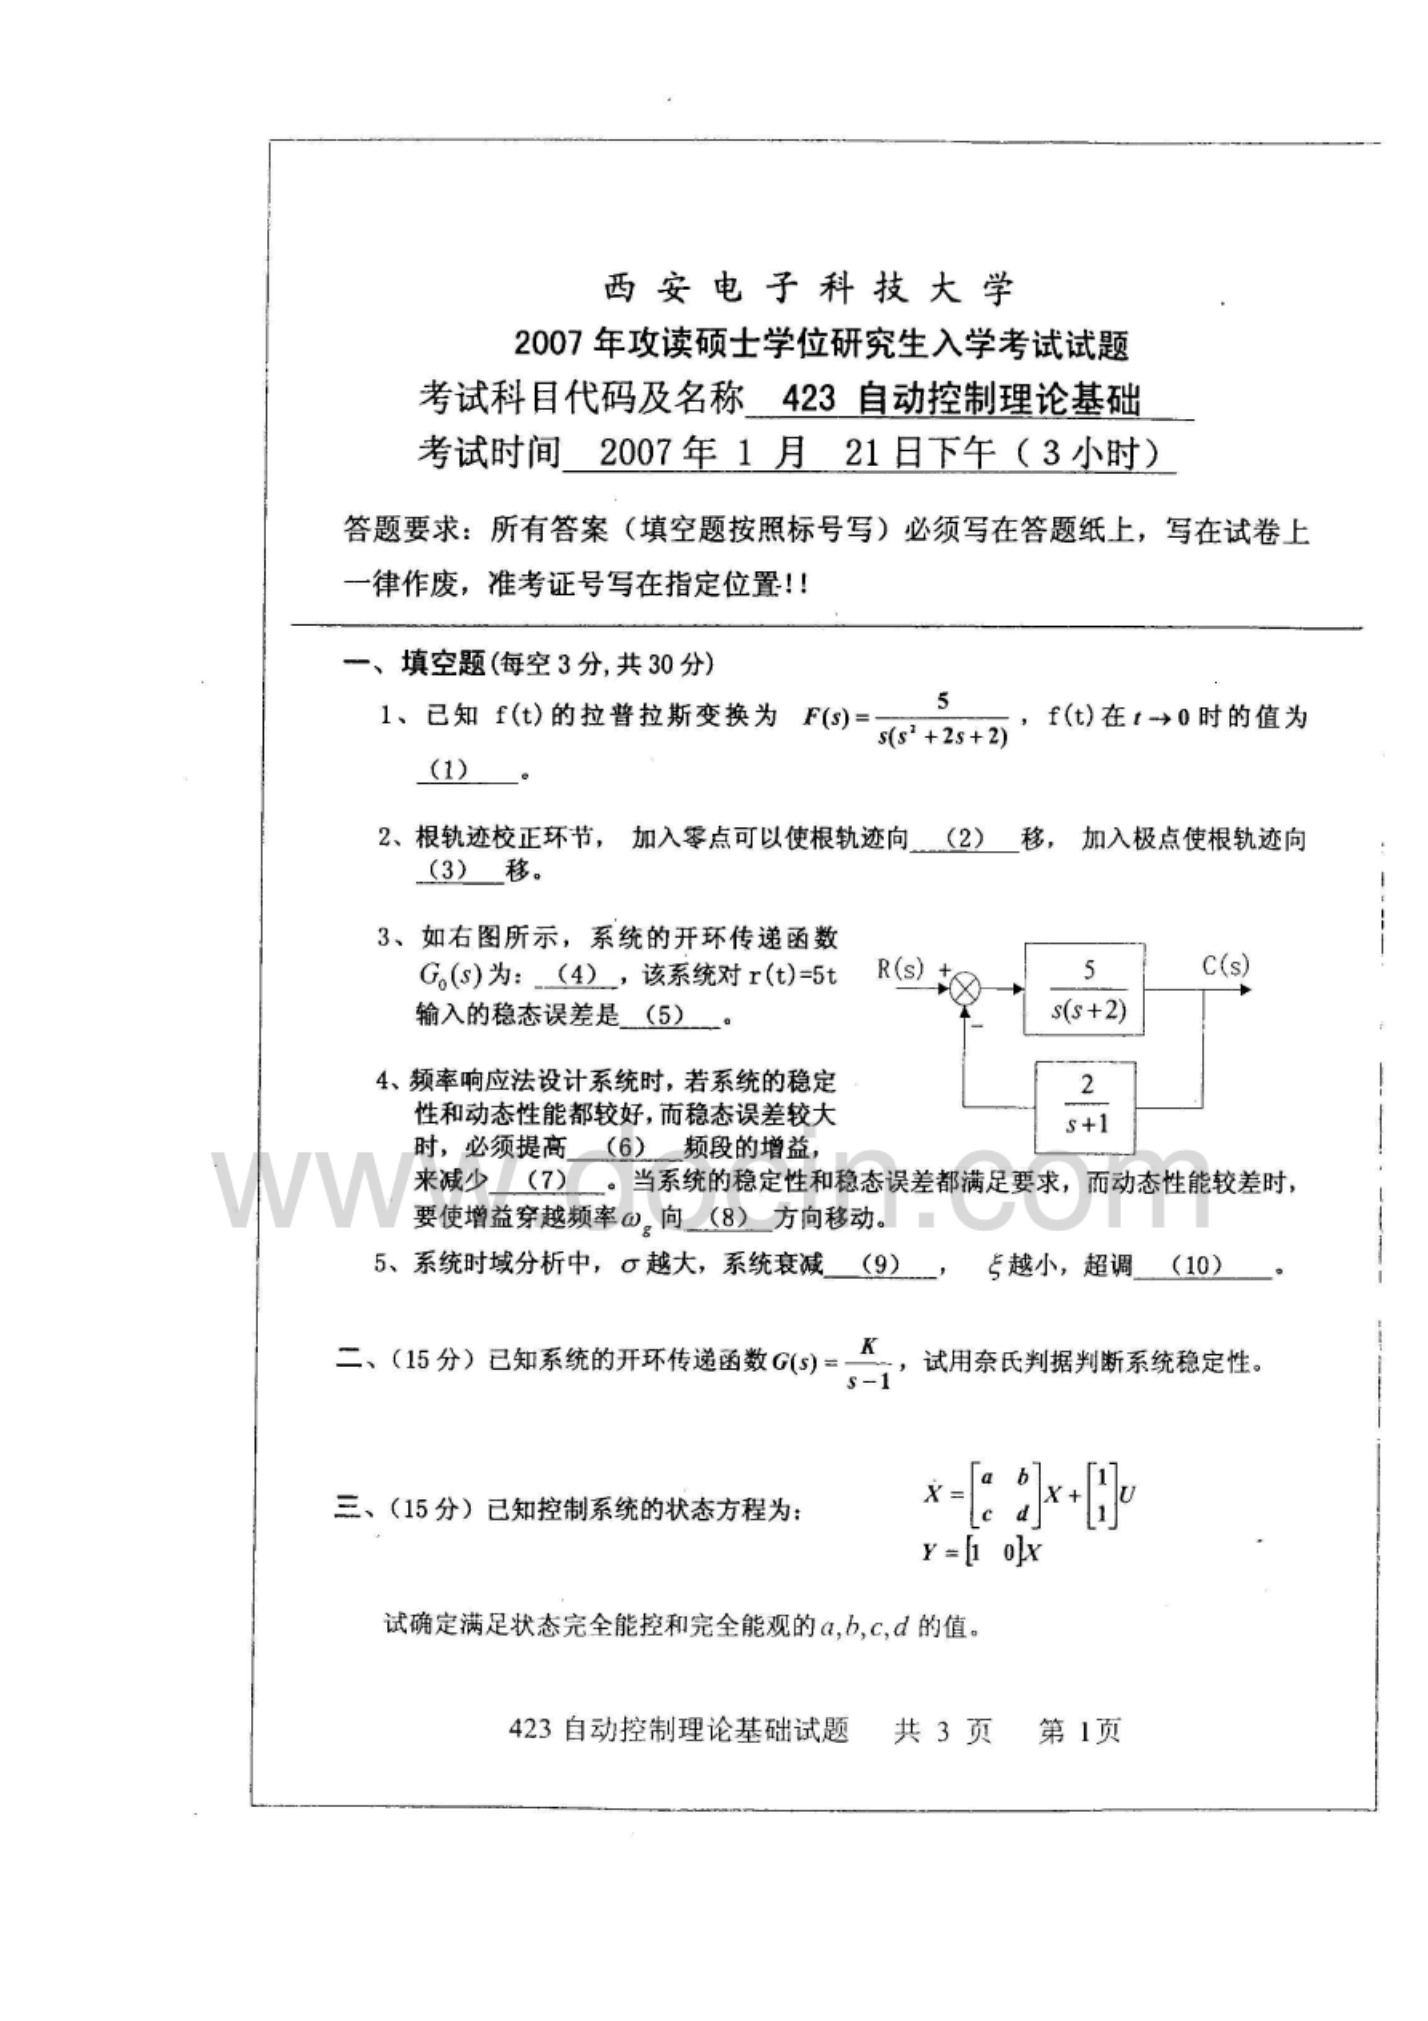 西安电子科技大学
2007年攻读硕士学位研究生入学考试试题
考试科目代码及名称 423 自动控制理论基础
考试时间 2007年 1 月 21日下午（3小时）
答题要求：所有答案（填空题按照标号写）必须写在答题纸上，写在试卷上
一律作废，准考证号写在指定位置!!
一、填空题(每空3分,共30分)
1、已知 f(t)的拉普拉斯变换为 F(s)=5/(s(s²+2s+2))，f(t)在 t→0 时的值为
（1）。
2、根轨迹校正环节， 加入零点可以使根轨迹向 （2） 移， 加入极点使根轨迹向
（3） 移。
3、如右图所示，系统的开环传递函数
G₀(s)为：（4），该系统对 r(t)=5t
输入的稳态误差是 （5） 。
R(s) + − 5/(s(s+2)) C(s)
2/(s+1)
4、频率响应法设计系统时,若系统的稳定
性和动态性能都较好,而稳态误差较大
时，必须提高 （6） 频段的增益，
来减少 （7） 。当系统的稳定性和稳态误差都满足要求，而动态性能较差时，
要使增益穿越频率ω_g 向 （8） 方向移动。
5、系统时域分析中，σ越大，系统衰减 （9） ， ξ越小，超调 （10） 。
二、（15分）已知系统的开环传递函数G(s)=K/(s−1)，试用奈氏判据判断系统稳定性。
三、（15分）已知控制系统的状态方程为： Ẋ=[a b; c d]X+[1; 1]U
Y=[1 0]X
试确定满足状态完全能控和完全能观的a,b,c,d 的值。
423 自动控制理论基础试题 共 3 页 第 1页
www.docin.com